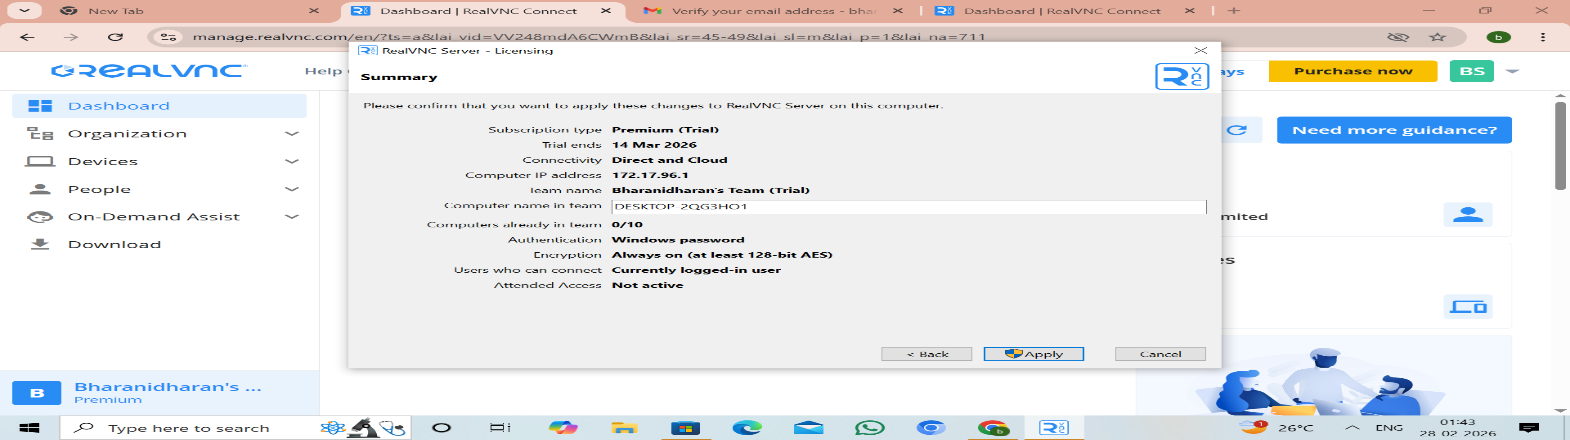 New Tab
Dashboard | RealVNC Connect
Verify your email address - bha
Dashboard | RealVNC Connect
manage.realvnc.com/en/?ts=a&lai_vid=VV248mdA6CWmB&lai_sr=45-49&lai_sl=m&lai_p=1&lai_na=711
b
REALVNC
Help
RealVNC Server - Licensing
Summary
R VNC
ays
Purchase now
BS
Please confirm that you want to apply these changes to RealVNC Server on this computer.
Subscription type Premium (Trial)
Trial ends 14 Mar 2026
Connectivity Direct and Cloud
Computer IP address 172.17.96.1
Team name Bharanidharan's Team (Trial)
Computer name in team DESKTOP-2QG3HO1
Computers already in team 0/10
Authentication Windows password
Encryption Always on (at least 128-bit AES)
Users who can connect Currently logged-in user
Attended Access Not active
< Back
Apply
Cancel
Dashboard
Organization
Devices
People
On-Demand Assist
Download
Need more guidance?
mited
es
B
Bharanidharan's ...
Premium
Type here to search
26°C
ENG
01:43
28-02-2026